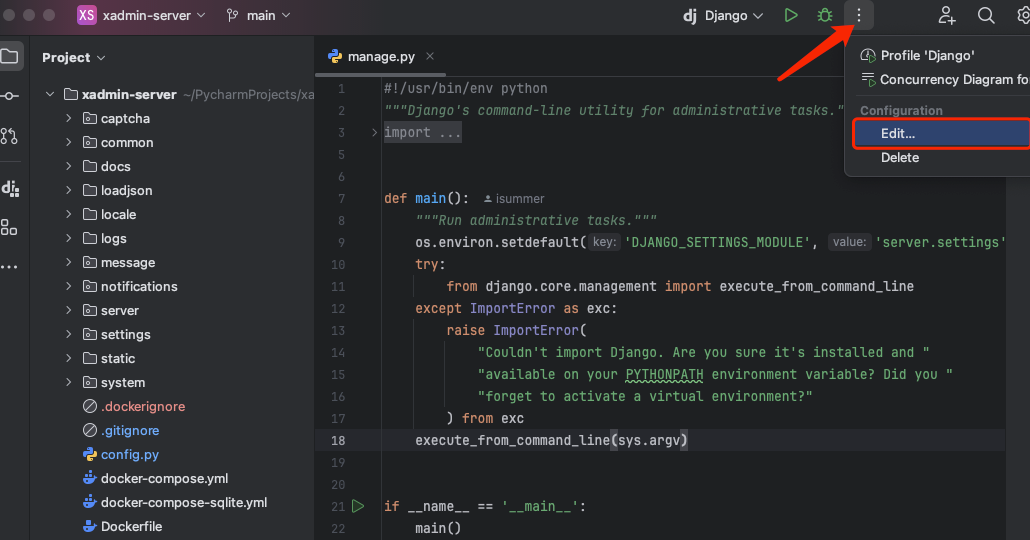 XS xadmin-server main dj Django
Project
manage.py
Profile 'Django'
Concurrency Diagram fo
Configuration
Edit...
Delete
xadmin-server ~/PycharmProjects/xa
captcha
common
docs
loadjson
locale
logs
message
notifications
server
settings
static
system
.dockerignore
.gitignore
config.py
docker-compose.yml
docker-compose-sqlite.yml
Dockerfile
dj
1 #!/usr/bin/env python
2 """Django's command-line utility for administrative tasks."
3 import ...
5
6
7 def main(): isummer
8 """Run administrative tasks."""
9 os.environ.setdefault( key: 'DJANGO_SETTINGS_MODULE', value: 'server.settings'
10 try:
11 from django.core.management import execute_from_command_line
12 except ImportError as exc:
13 raise ImportError(
14 "Couldn't import Django. Are you sure it's installed and "
15 "available on your PYTHONPATH environment variable? Did you "
16 "forget to activate a virtual environment?"
17 ) from exc
18 execute_from_command_line(sys.argv)
19
20
21 if __name__ == '__main__':
22 main()